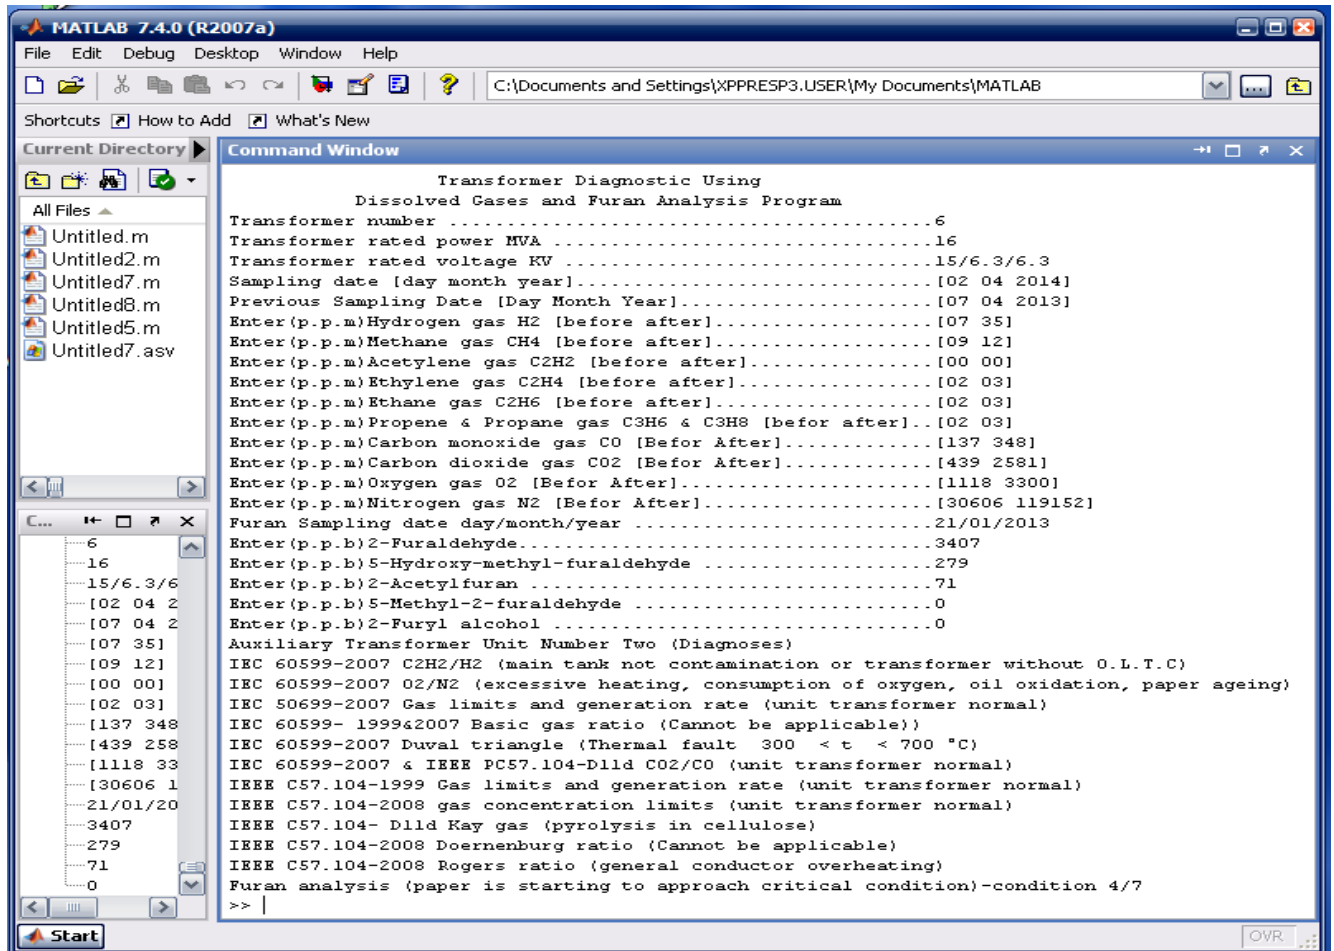 MATLAB 7.4.0 (R2007a)
File Edit Debug Desktop Window Help
C:\Documents and Settings\XPPRESP3.USER\My Documents\MATLAB
Shortcuts How to Add What's New
Current Directory
All Files
Untitled.m
Untitled2.m
Untitled7.m
Untitled8.m
Untitled5.m
Untitled7.asv
C...
6
16
15/6.3/6
[02 04 2
[07 04 2
[07 35]
[09 12]
[00 00]
[02 03]
[137 348
[439 258
[1118 33
[30606 1
21/01/20
3407
279
71
0
Command Window
Transformer Diagnostic Using
Dissolved Gases and Furan Analysis Program
Transformer number ........................................6
Transformer rated power MVA ...............................16
Transformer rated voltage KV ..............................15/6.3/6.3
Sampling date [day month year].............................[02 04 2014]
Previous Sampling Date [Day Month Year]....................[07 04 2013]
Enter(p.p.m)Hydrogen gas H2 [before after].................[07 35]
Enter(p.p.m)Methane gas CH4 [before after].................[09 12]
Enter(p.p.m)Acetylene gas C2H2 [before after]..............[00 00]
Enter(p.p.m)Ethylene gas C2H4 [before after]...............[02 03]
Enter(p.p.m)Ethane gas C2H6 [before after].................[02 03]
Enter(p.p.m)Propene & Propane gas C3H6 & C3H8 [befor after]..[02 03]
Enter(p.p.m)Carbon monoxide gas CO [Befor After]............[137 348]
Enter(p.p.m)Carbon dioxide gas CO2 [Befor After]............[439 2581]
Enter(p.p.m)Oxygen gas O2 [Befor After].....................[1118 3300]
Enter(p.p.m)Nitrogen gas N2 [Befor After]...................[30606 119152]
Furan Sampling date day/month/year .........................21/01/2013
Enter(p.p.b)2-Furaldehyde...................................3407
Enter(p.p.b)5-Hydroxy-methyl-furaldehyde ...................279
Enter(p.p.b)2-Acetylfuran ..................................71
Enter(p.p.b)5-Methyl-2-furaldehyde .........................0
Enter(p.p.b)2-Furyl alcohol ................................0
Auxiliary Transformer Unit Number Two (Diagnoses)
IEC 60599-2007 C2H2/H2 (main tank not contamination or transformer without O.L.T.C)
IEC 60599-2007 O2/N2 (excessive heating, consumption of oxygen, oil oxidation, paper ageing)
IEC 50699-2007 Gas limits and generation rate (unit transformer normal)
IEC 60599- 1999&2007 Basic gas ratio (Cannot be applicable))
IEC 60599-2007 Duval triangle (Thermal fault 300 < t < 700 °C)
IEC 60599-2007 & IEEE PC57.104-D11d CO2/CO (unit transformer normal)
IEEE C57.104-1999 Gas limits and generation rate (unit transformer normal)
IEEE C57.104-2008 gas concentration limits (unit transformer normal)
IEEE C57.104- D11d Kay gas (pyrolysis in cellulose)
IEEE C57.104-2008 Doernenburg ratio (Cannot be applicable)
IEEE C57.104-2008 Rogers ratio (general conductor overheating)
Furan analysis (paper is starting to approach critical condition)-condition 4/7
>>
Start
OVR